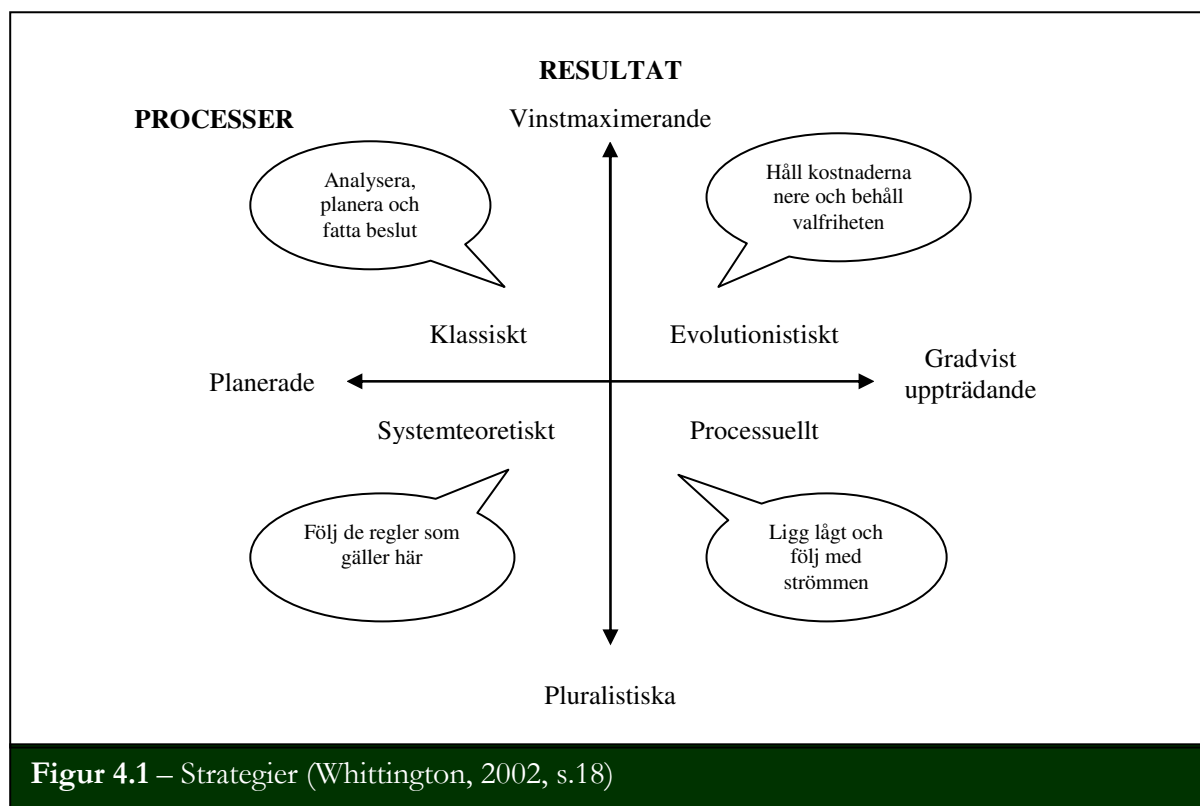 RESULTAT
PROCESSER
Vinstmaximerande
Analysera,
planera och
fatta beslut
Håll kostnaderna
nere och behåll
valfriheten
Klassiskt
Evolutionistiskt
Planerade
Gradvist
uppträdande
Systemteoretiskt
Processuellt
Följ de regler som
gäller här
Ligg lågt och
följ med
strömmen
Pluralistiska
Figur 4.1 – Strategier (Whittington, 2002, s.18)